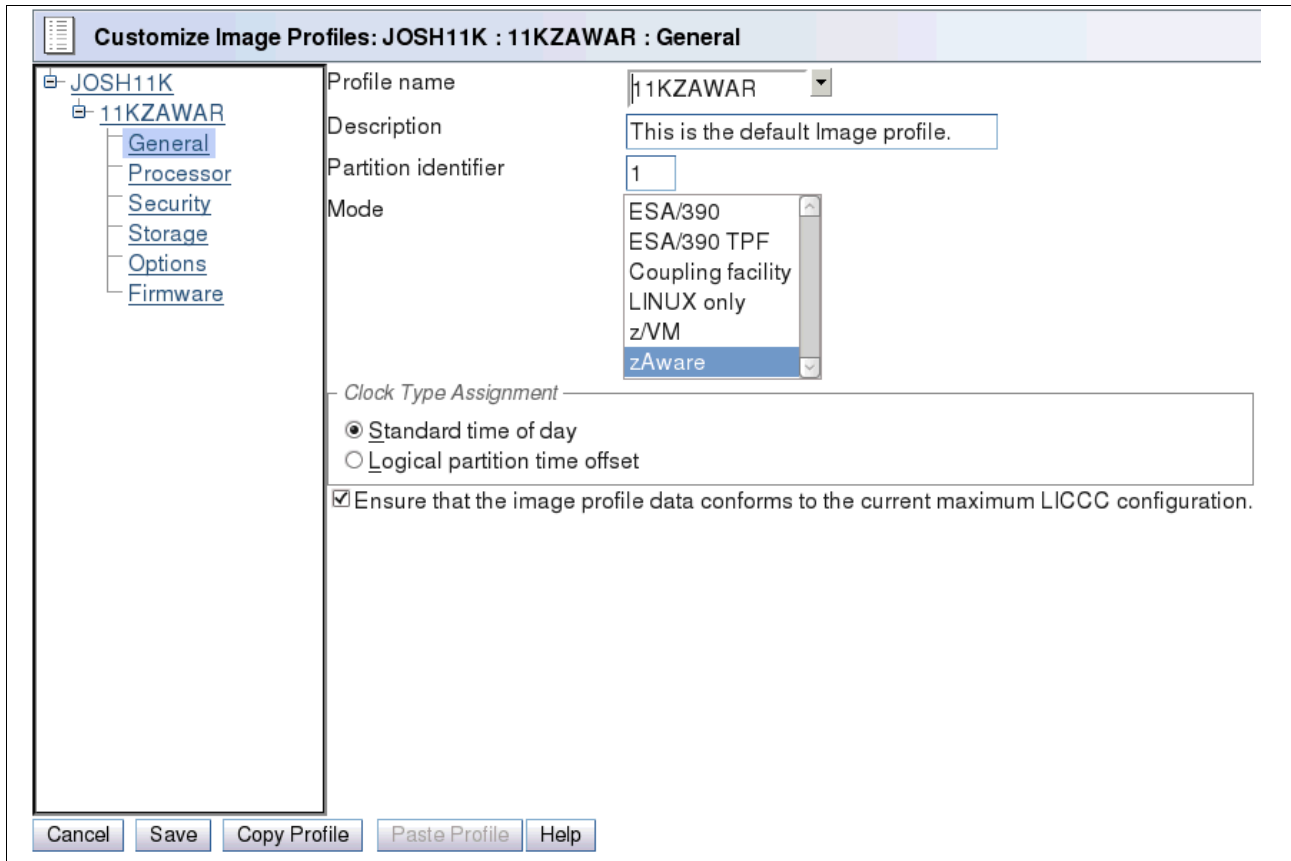 Customize Image Profiles: JOSH11K : 11KZAWAR : General
JOSH11K
11KZAWAR
General
Processor
Security
Storage
Options
Firmware
Profile name
11KZAWAR
Description
This is the default Image profile.
Partition identifier
1
Mode
ESA/390
ESA/390 TPF
Coupling facility
LINUX only
z/VM
zAware
Clock Type Assignment
Standard time of day
Logical partition time offset
Ensure that the image profile data conforms to the current maximum LICCC configuration.
Cancel
Save
Copy Profile
Paste Profile
Help